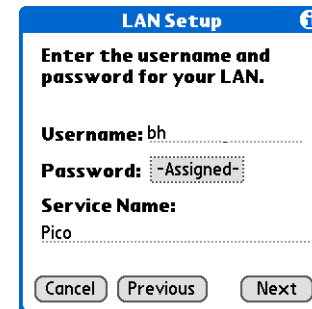 LAN Setup
Enter the username and
password for your LAN.
Username: bh
Password: -Assigned-
Service Name:
Pico
Cancel Previous Next